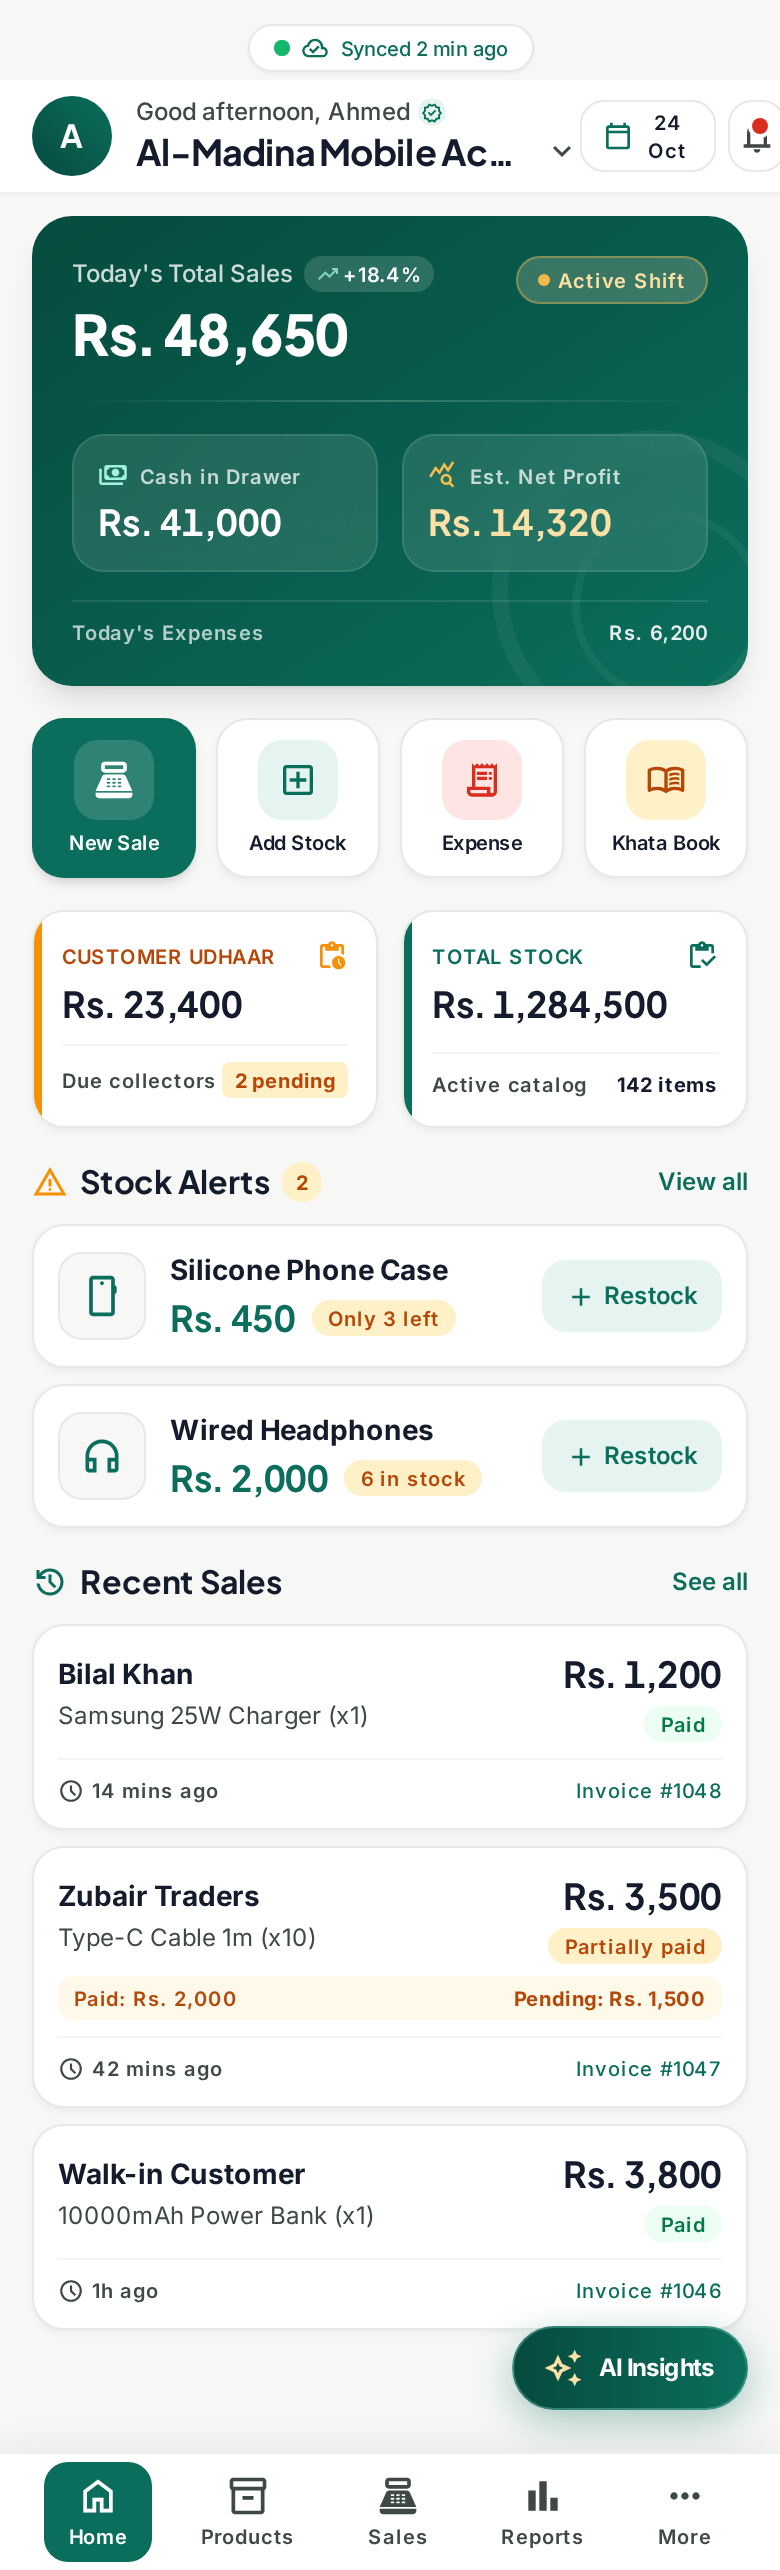 Synced 2 min ago
A
Good afternoon, Ahmed
Al-Madina Mobile Ac...
24
Oct
Today's Total Sales
+18.4%
Active Shift
Rs. 48,650
Cash in Drawer
Rs. 41,000
Est. Net Profit
Rs. 14,320
Today's Expenses
Rs. 6,200
New Sale
Add Stock
Expense
Khata Book
CUSTOMER UDHAAR
Rs. 23,400
Due collectors
2 pending
TOTAL STOCK
Rs. 1,284,500
Active catalog
142 items
Stock Alerts
2
View all
Silicone Phone Case
Rs. 450
Only 3 left
+ Restock
Wired Headphones
Rs. 2,000
6 in stock
+ Restock
Recent Sales
See all
Bilal Khan
Rs. 1,200
Samsung 25W Charger (x1)
Paid
14 mins ago
Invoice #1048
Zubair Traders
Rs. 3,500
Type-C Cable 1m (x10)
Partially paid
Paid: Rs. 2,000
Pending: Rs. 1,500
42 mins ago
Invoice #1047
Walk-in Customer
Rs. 3,800
10000mAh Power Bank (x1)
Paid
1h ago
Invoice #1046
AI Insights
Home
Products
Sales
Reports
More